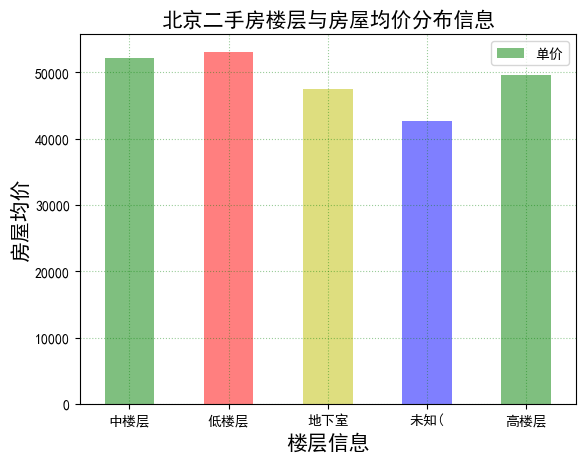 北京二手房楼层与房屋均价分布信息
单价
房屋均价
50000
40000
30000
20000
10000
0
中楼层 低楼层 地下室 未知( 高楼层
楼层信息